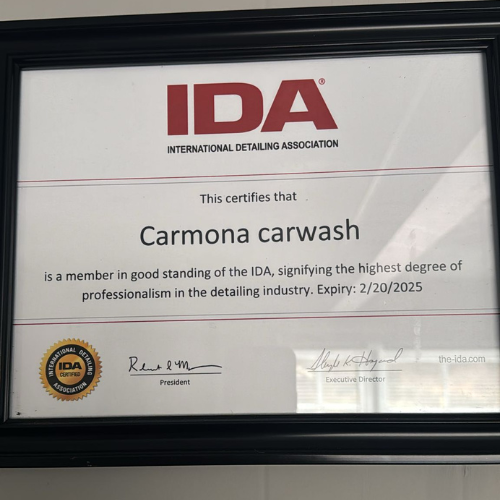 IDA®
INTERNATIONAL DETAILING ASSOCIATION
This certifies that
Carmona carwash
is a member in good standing of the IDA, signifying the highest degree of
professionalism in the detailing industry. Expiry: 2/20/2025
INTERNATIONAL DETAILING
IDA
CERTIFIED
ASSOCIATION
President
Executive Director
the-ida.com